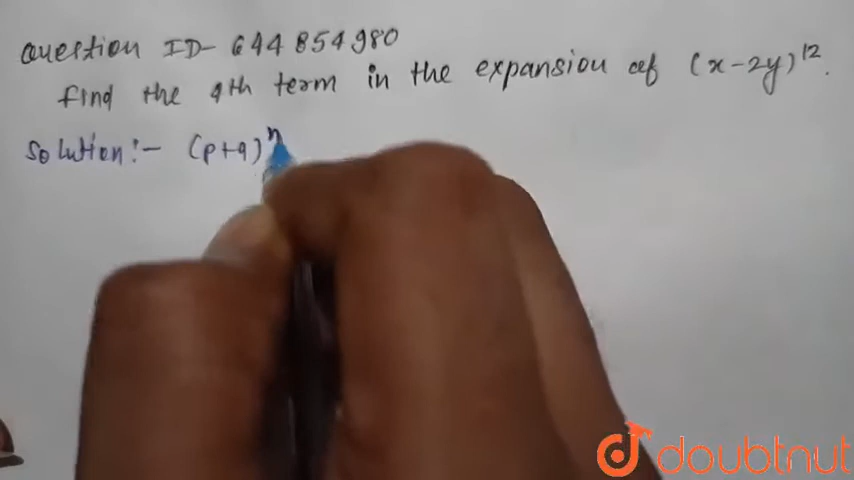 Question ID- 644854980
Find the 4th term in the expansion of (x-2y)^12.
Solution:- (p+q)^n
doubtnut